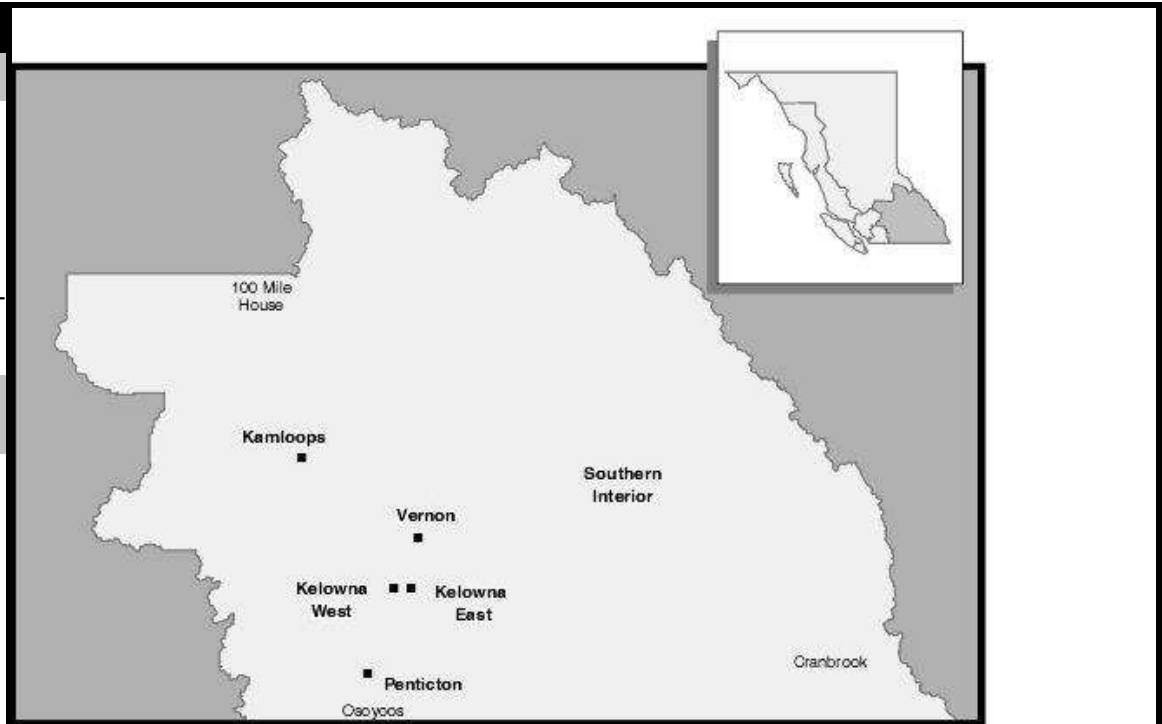 100 Mile
House
Kamloops
Southern
Interior
Vernon
Kelowna
West
Kelowna
East
Cranbrook
Penticton
Osoyoos